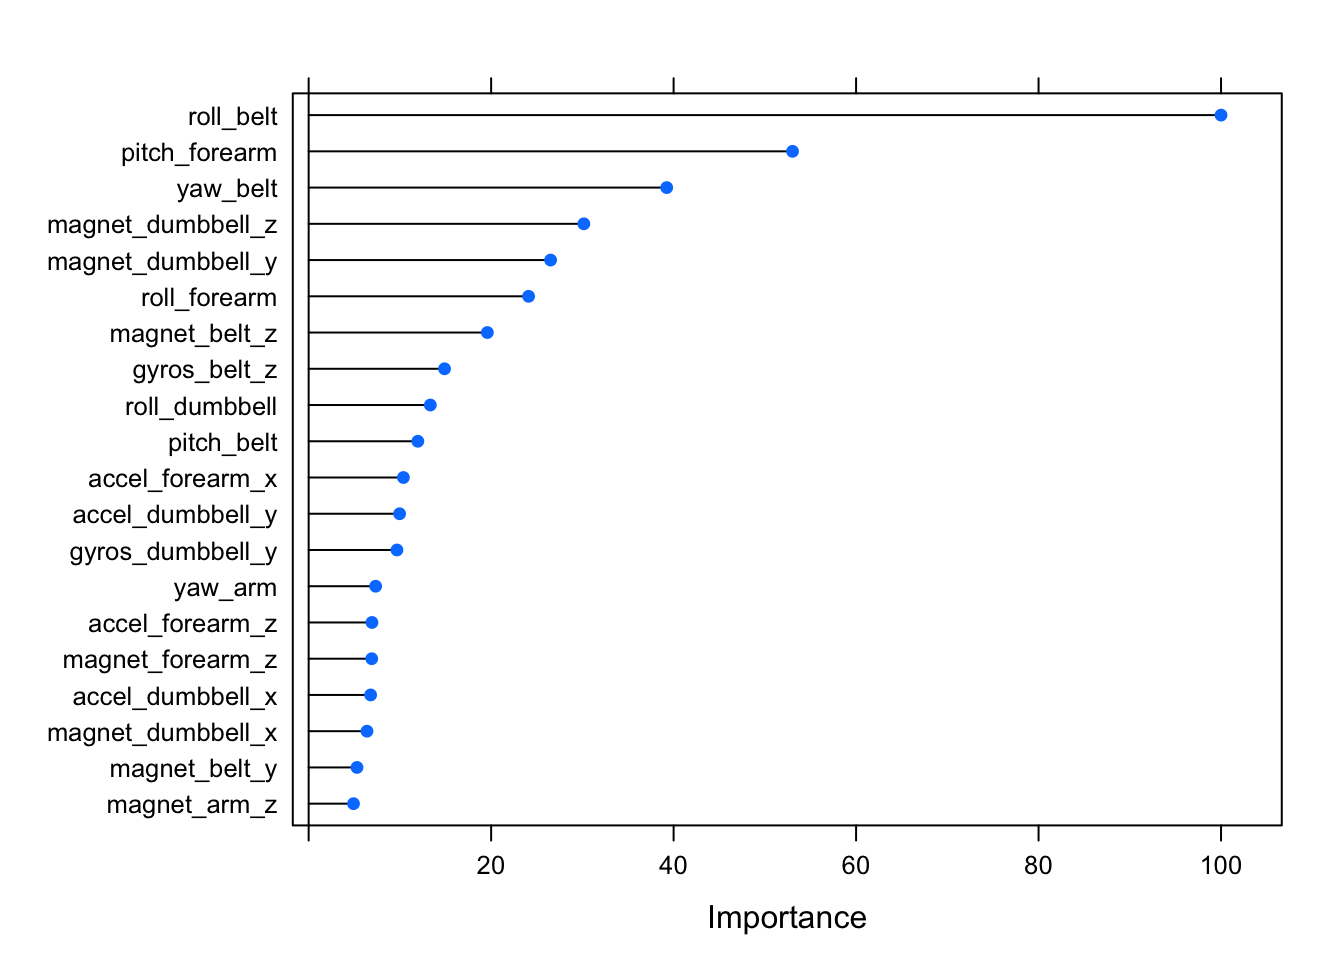 roll_belt
pitch_forearm
yaw_belt
magnet_dumbbell_z
magnet_dumbbell_y
roll_forearm
magnet_belt_z
gyros_belt_z
roll_dumbbell
pitch_belt
accel_forearm_x
accel_dumbbell_y
gyros_dumbbell_y
yaw_arm
accel_forearm_z
magnet_forearm_z
accel_dumbbell_x
magnet_dumbbell_x
magnet_belt_y
magnet_arm_z
20 40 60 80 100
Importance